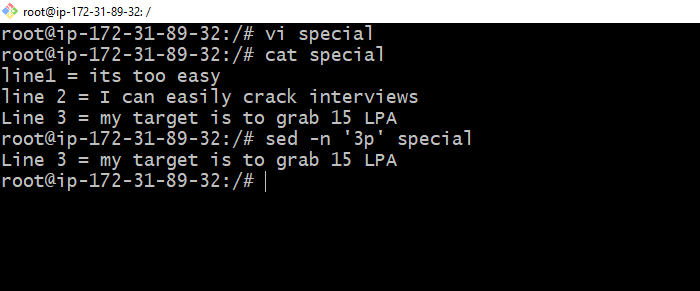 root@ip-172-31-89-32: /
root@ip-172-31-89-32:/# vi special
root@ip-172-31-89-32:/# cat special
line1 = its too easy
line 2 = I can easily crack interviews
Line 3 = my target is to grab 15 LPA
root@ip-172-31-89-32:/# sed -n '3p' special
Line 3 = my target is to grab 15 LPA
root@ip-172-31-89-32:/#